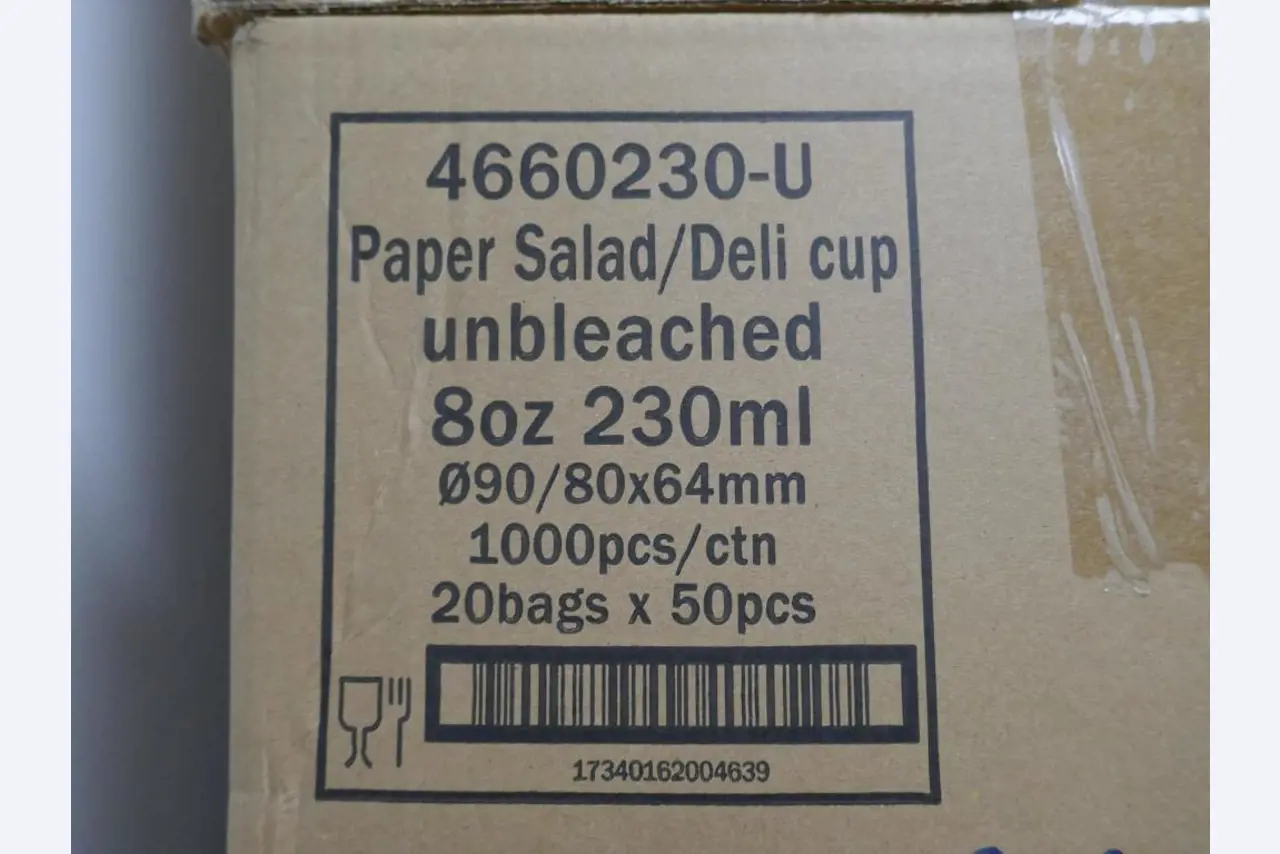 4660230-U
Paper Salad/Deli cup
unbleached
8oz 230ml
Ø90/80x64mm
1000pcs/ctn
20bags x 50pcs
17340162004639